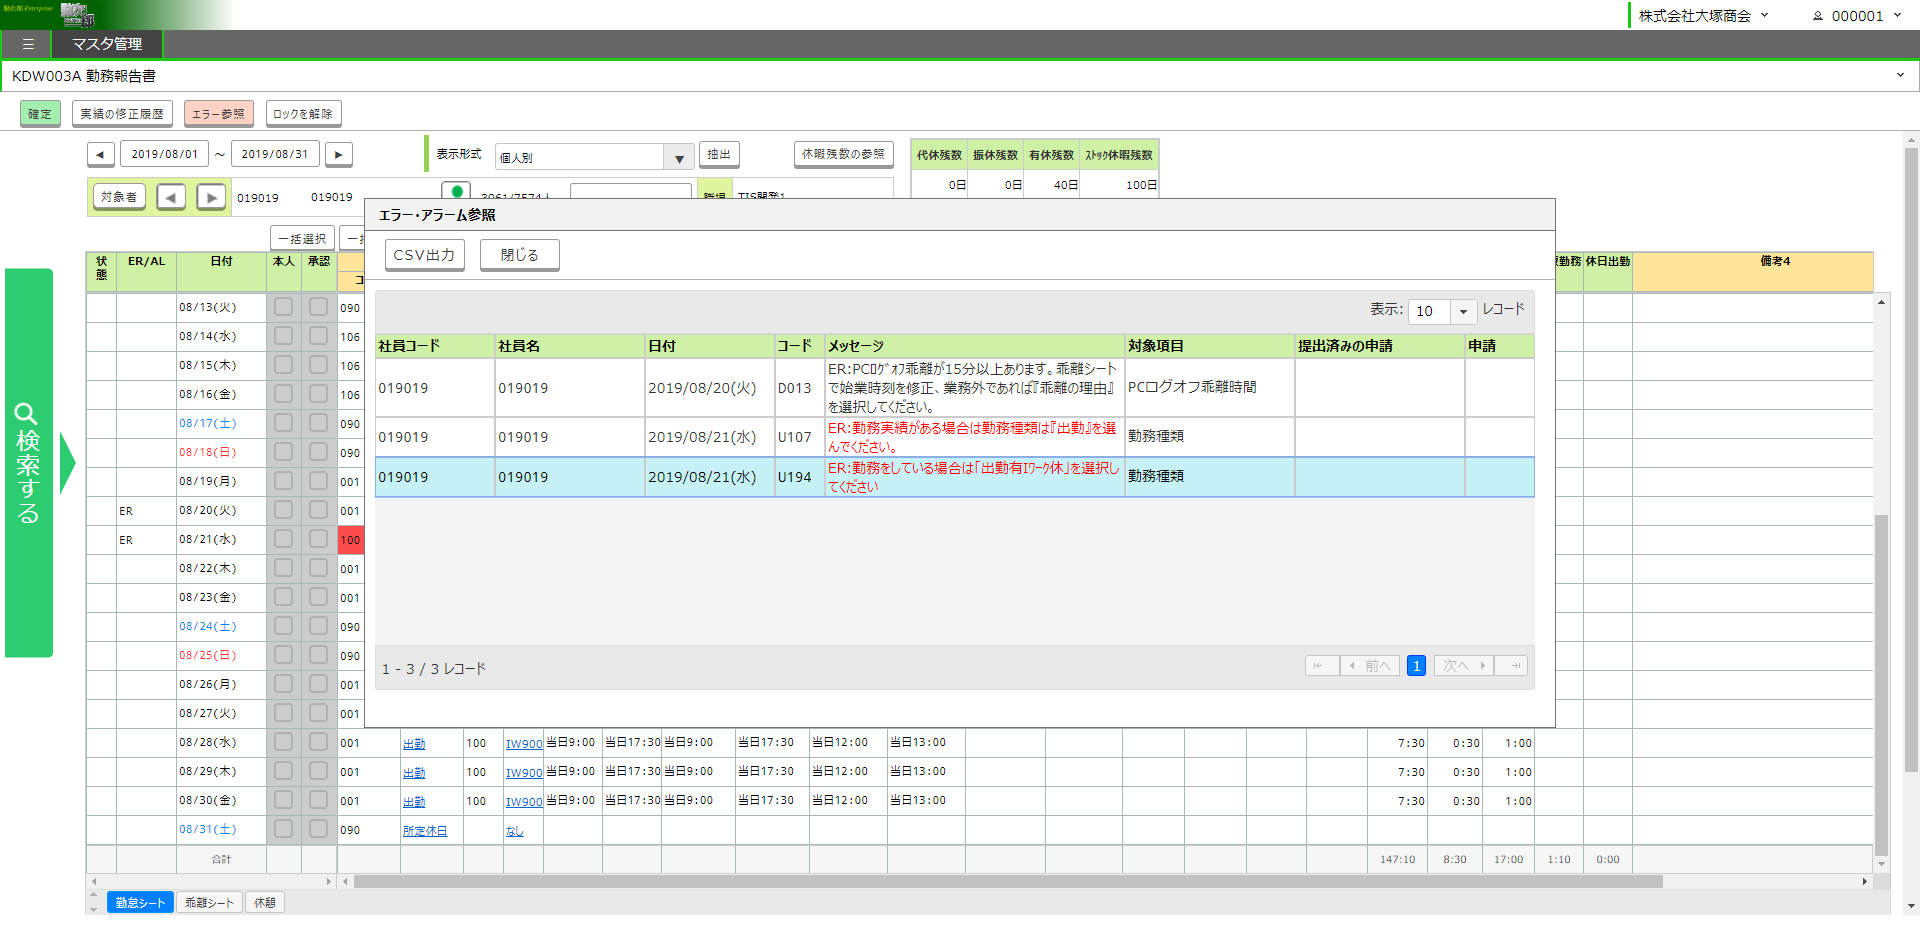 勤次郎Enterprise
株式会社大塚商会
000001
マスタ管理
KDW003A 勤務報告書
確定 実績の修正履歴 エラー参照 ロックを解除
2019/08/01 ～ 2019/08/31
表示形式 個人別 抽出 休暇残数の参照
代休残数 振休残数 有休残数 ｽﾄｯｸ休暇残数
0日 0日 40日 100日
対象者 019019 019019
一括選択
検索する
エラー・アラーム参照
CSV出力 閉じる
表示: 10 レコード
社員コード 社員名 日付 コード メッセージ 対象項目 提出済みの申請 申請
019019 019019 2019/08/20(火) D013 ER:PCﾛｸﾞｵﾌ乖離が15分以上あります。乖離シート
で始業時刻を修正、業務外であれば『乖離の理由』
を選択してください。
PCログオフ乖離時間
019019 019019 2019/08/21(水) U107 ER:勤務実績がある場合は勤務種類は『出勤』を選
んでください。
勤務種類
019019 019019 2019/08/21(水) U194 ER:勤務をしている場合は「出勤有Iﾜｰｸ休」を選択し
てください
勤務種類
1 - 3 / 3 レコード
前へ 1 次へ
状態 ER/AL 日付 本人 承認
勤務 休日出勤 備考4
08/13(火) 090
08/14(水) 106
08/15(木) 106
08/16(金) 106
08/17(土) 090
08/18(日) 090
08/19(月) 001
ER 08/20(火) 001
ER 08/21(水) 100
08/22(木) 001
08/23(金) 001
08/24(土) 090
08/25(日) 090
08/26(月) 001
08/27(火) 001
08/28(水) 001 出勤 100 IW900 当日9:00 当日17:30 当日9:00 当日17:30 当日12:00 当日13:00 7:30 0:30 1:00
08/29(木) 001 出勤 100 IW900 当日9:00 当日17:30 当日9:00 当日17:30 当日12:00 当日13:00 7:30 0:30 1:00
08/30(金) 001 出勤 100 IW900 当日9:00 当日17:30 当日9:00 当日17:30 当日12:00 当日13:00 7:30 0:30 1:00
08/31(土) 090 所定休日 なし
合計 147:10 8:30 17:00 1:10 0:00
勤怠シート 乖離シート 休憩